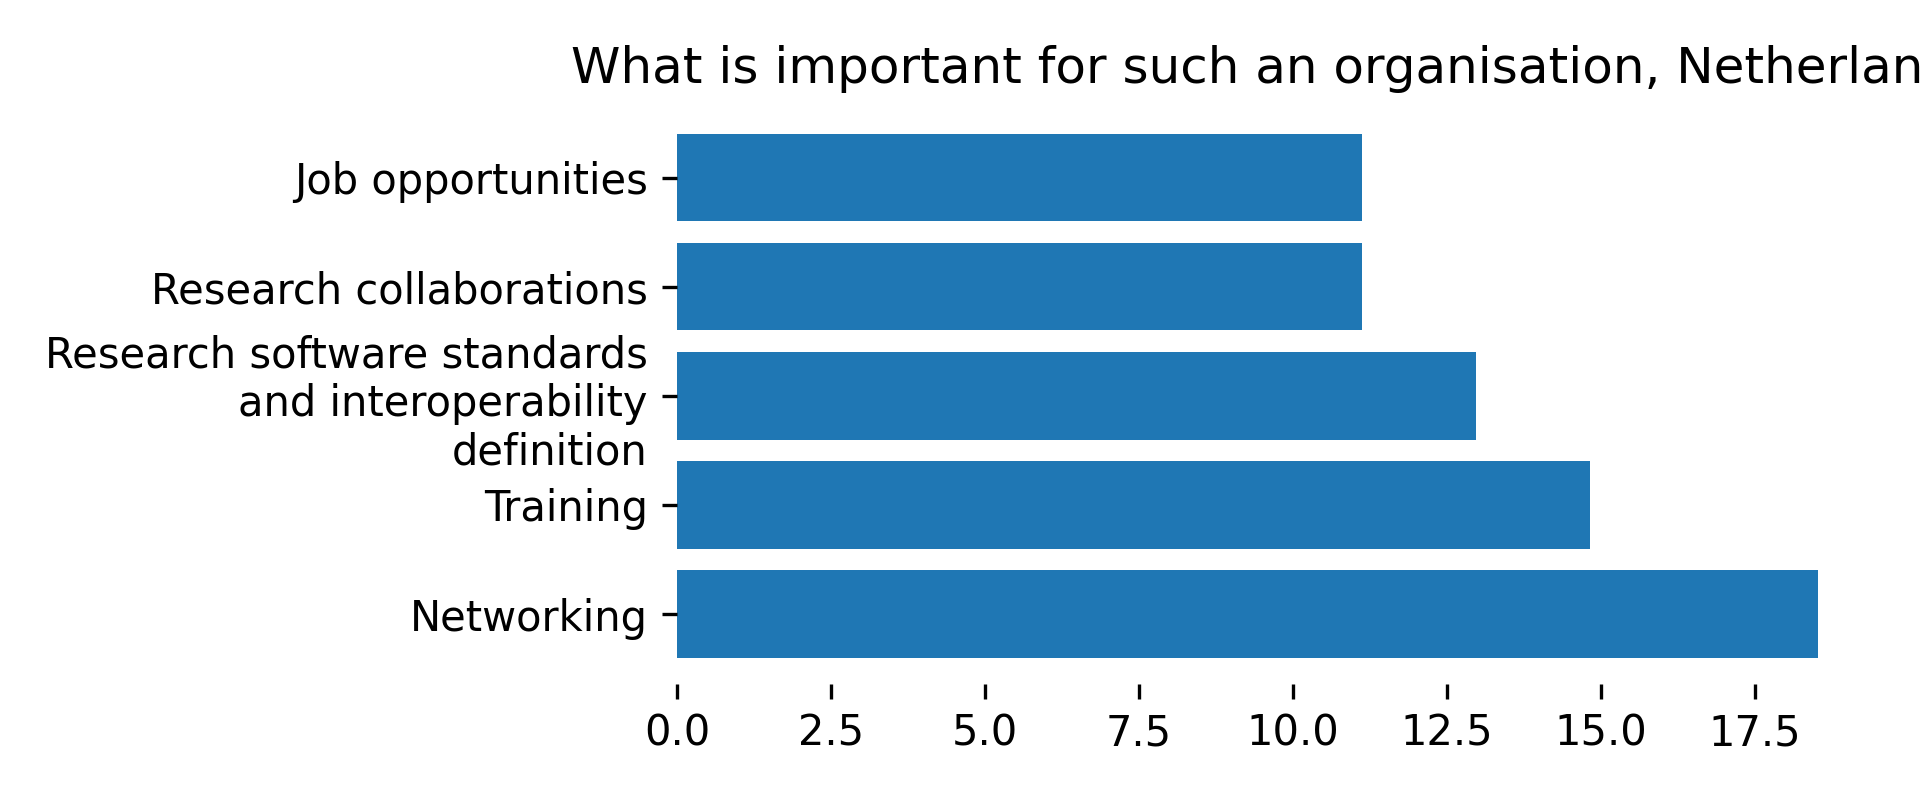 What is important for such an organisation, Netherlan
Job opportunities
Research collaborations
Research software standards
and interoperability
definition
Training
Networking
0.0 2.5 5.0 7.5 10.0 12.5 15.0 17.5